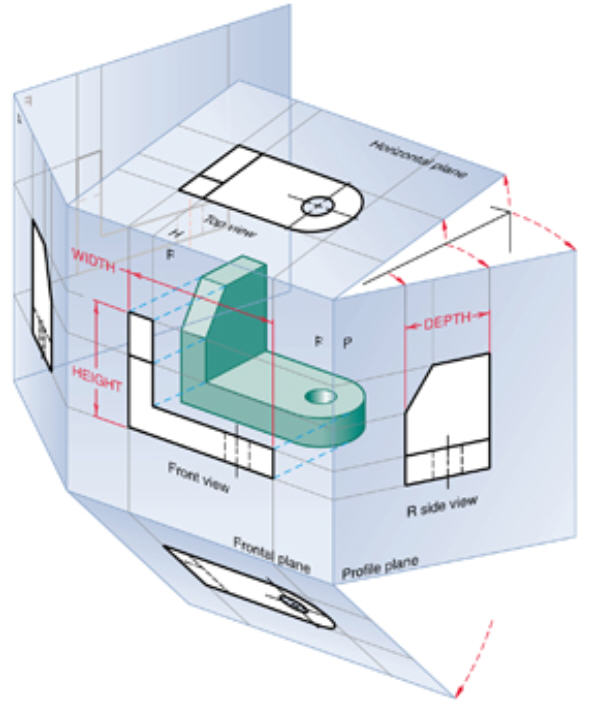 Horizontal plane
Top view
H
F
WIDTH
F
P
DEPTH
HEIGHT
Front view
R side view
Frontal plane
Profile plane